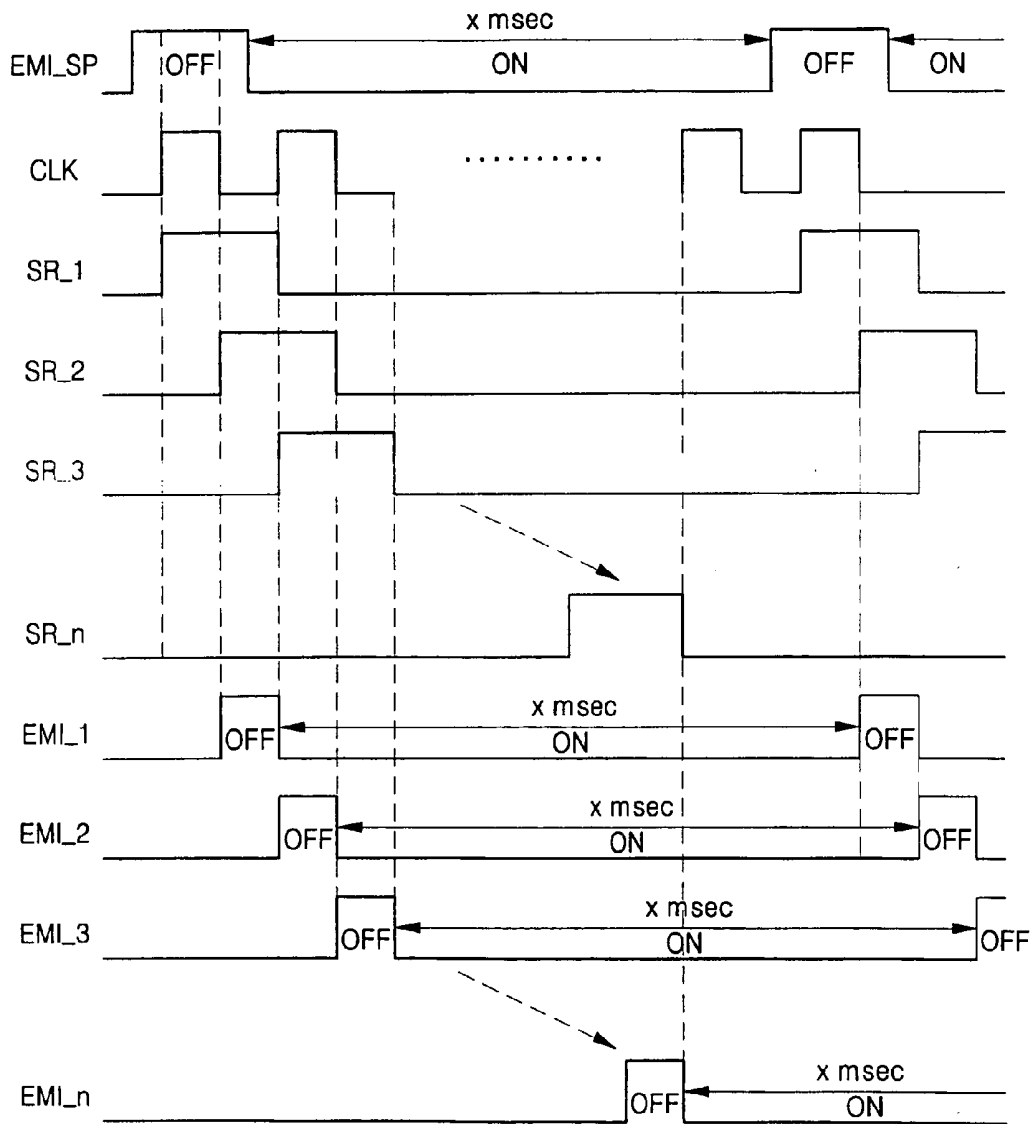 x msec
EMI_SP OFF ON OFF ON
CLK ..........
SR_1
SR_2
SR_3
SR_n
x msec
EMI_1 OFF ON OFF
x msec
EMI_2 OFF ON OFF
x msec
EMI_3 OFF ON OFF
x msec
EMI_n OFF ON